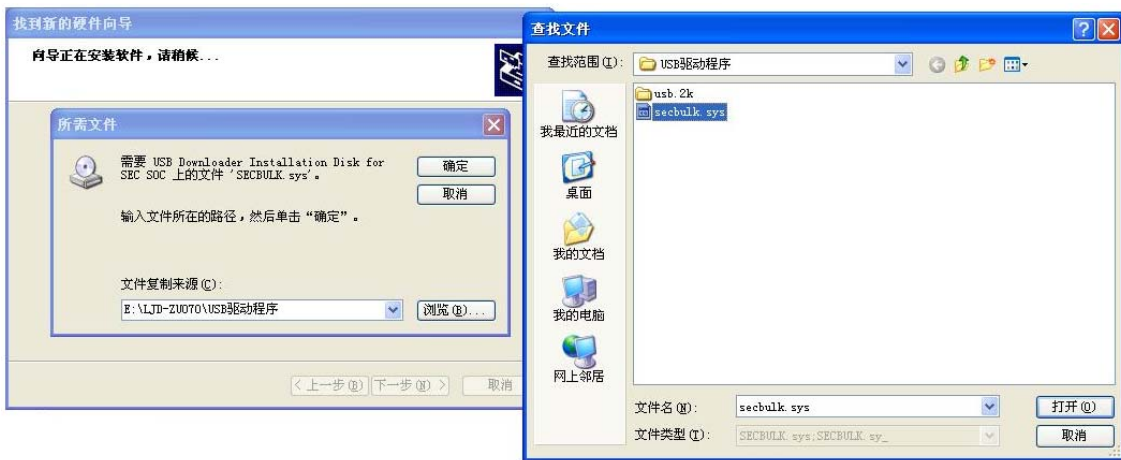 找到新的硬件向导
向导正在安装软件，请稍候...
所需文件
需要 USB Downloader Installation Disk for
SEC SOC 上的文件 'SECBULK.sys'。
输入文件所在的路径，然后单击“确定”。
确定
取消
文件复制来源(C):
E:\LJD-ZU070\USB驱动程序
浏览(B)...
< 上一步(B)
下一步(N) >
取消
查找文件
查找范围(I):
USB驱动程序
我最近的文档
桌面
我的文档
我的电脑
网上邻居
usb.2k
secbulk.sys
文件名(N):
secbulk.sys
打开(O)
文件类型(T):
SECBULK.sys;SECBULK.sy_
取消